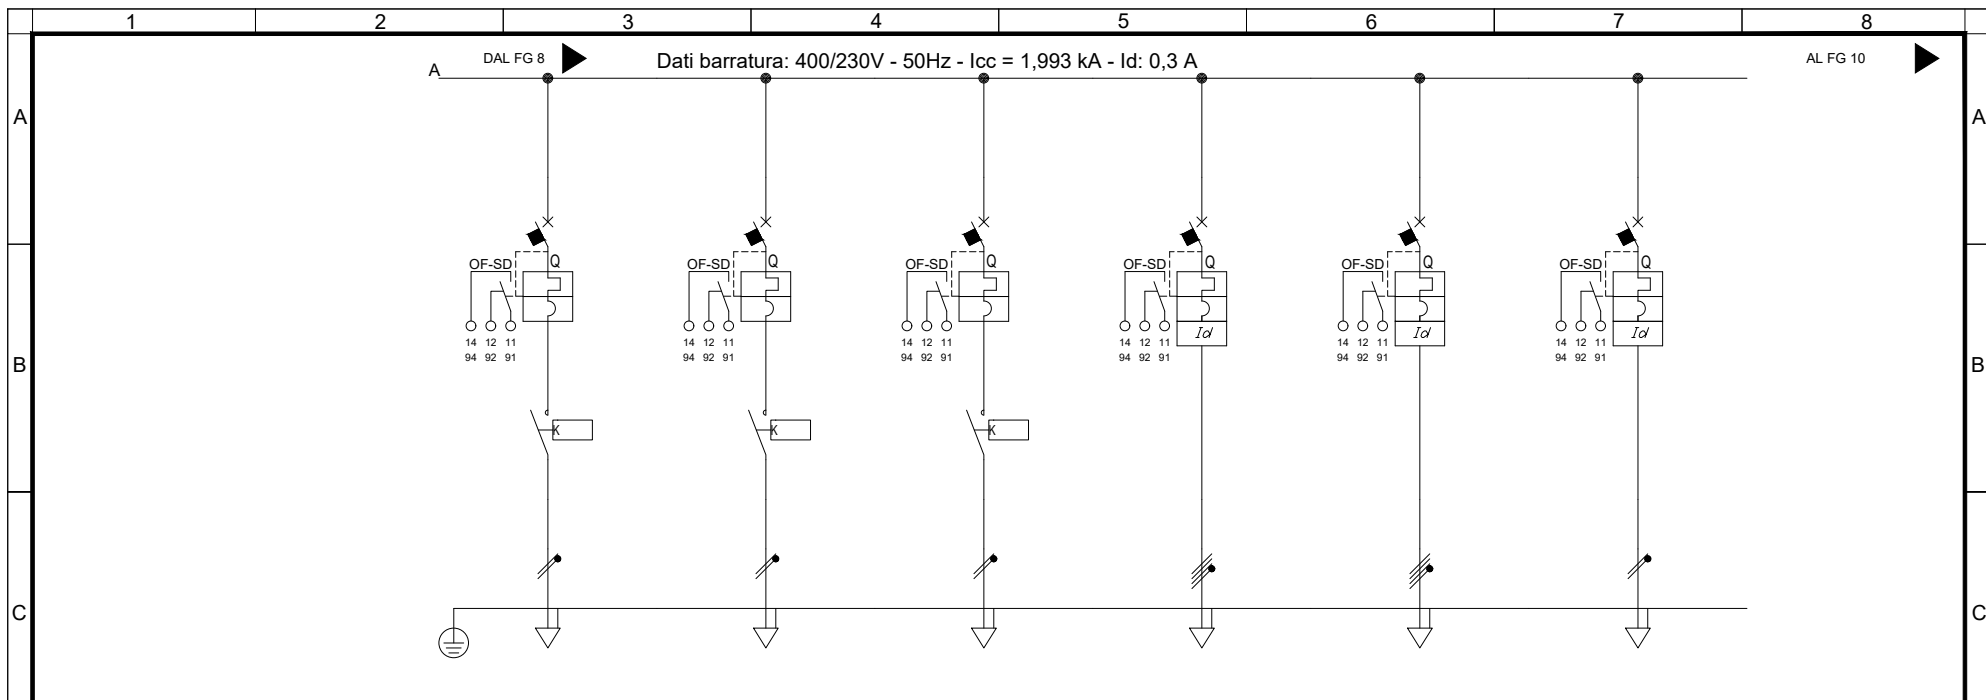 1 2 3 4 5 6 7 8
DAL FG 8 Dati barratura: 400/230V - 50Hz - Icc = 1,993 kA - Id: 0,3 A AL FG 10
A
A A
OF-SD Q OF-SD Q OF-SD Q OF-SD Q OF-SD Q OF-SD Q
Id Id Id
14 12 11 14 12 11 14 12 11 14 12 11 14 12 11 14 12 11
94 92 91 94 92 91 94 92 91 94 92 91 94 92 91 94 92 91
B B
K K K
C C